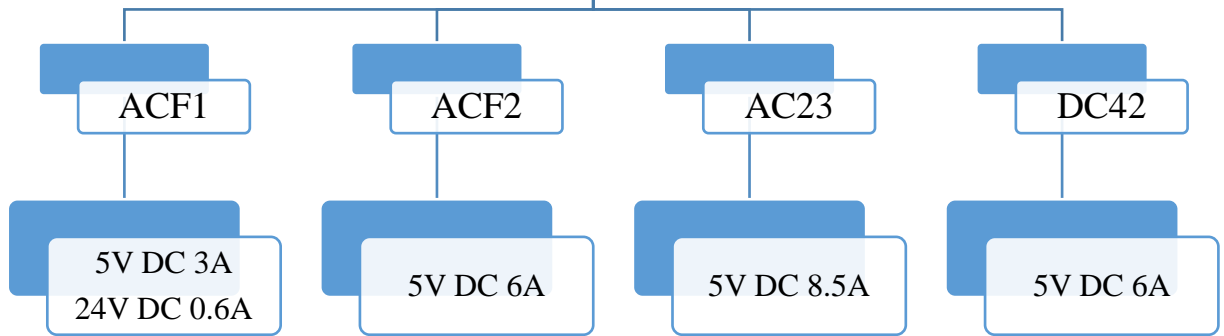 ACF1
ACF2
AC23
DC42
5V DC 3A
24V DC 0.6A
5V DC 6A
5V DC 8.5A
5V DC 6A